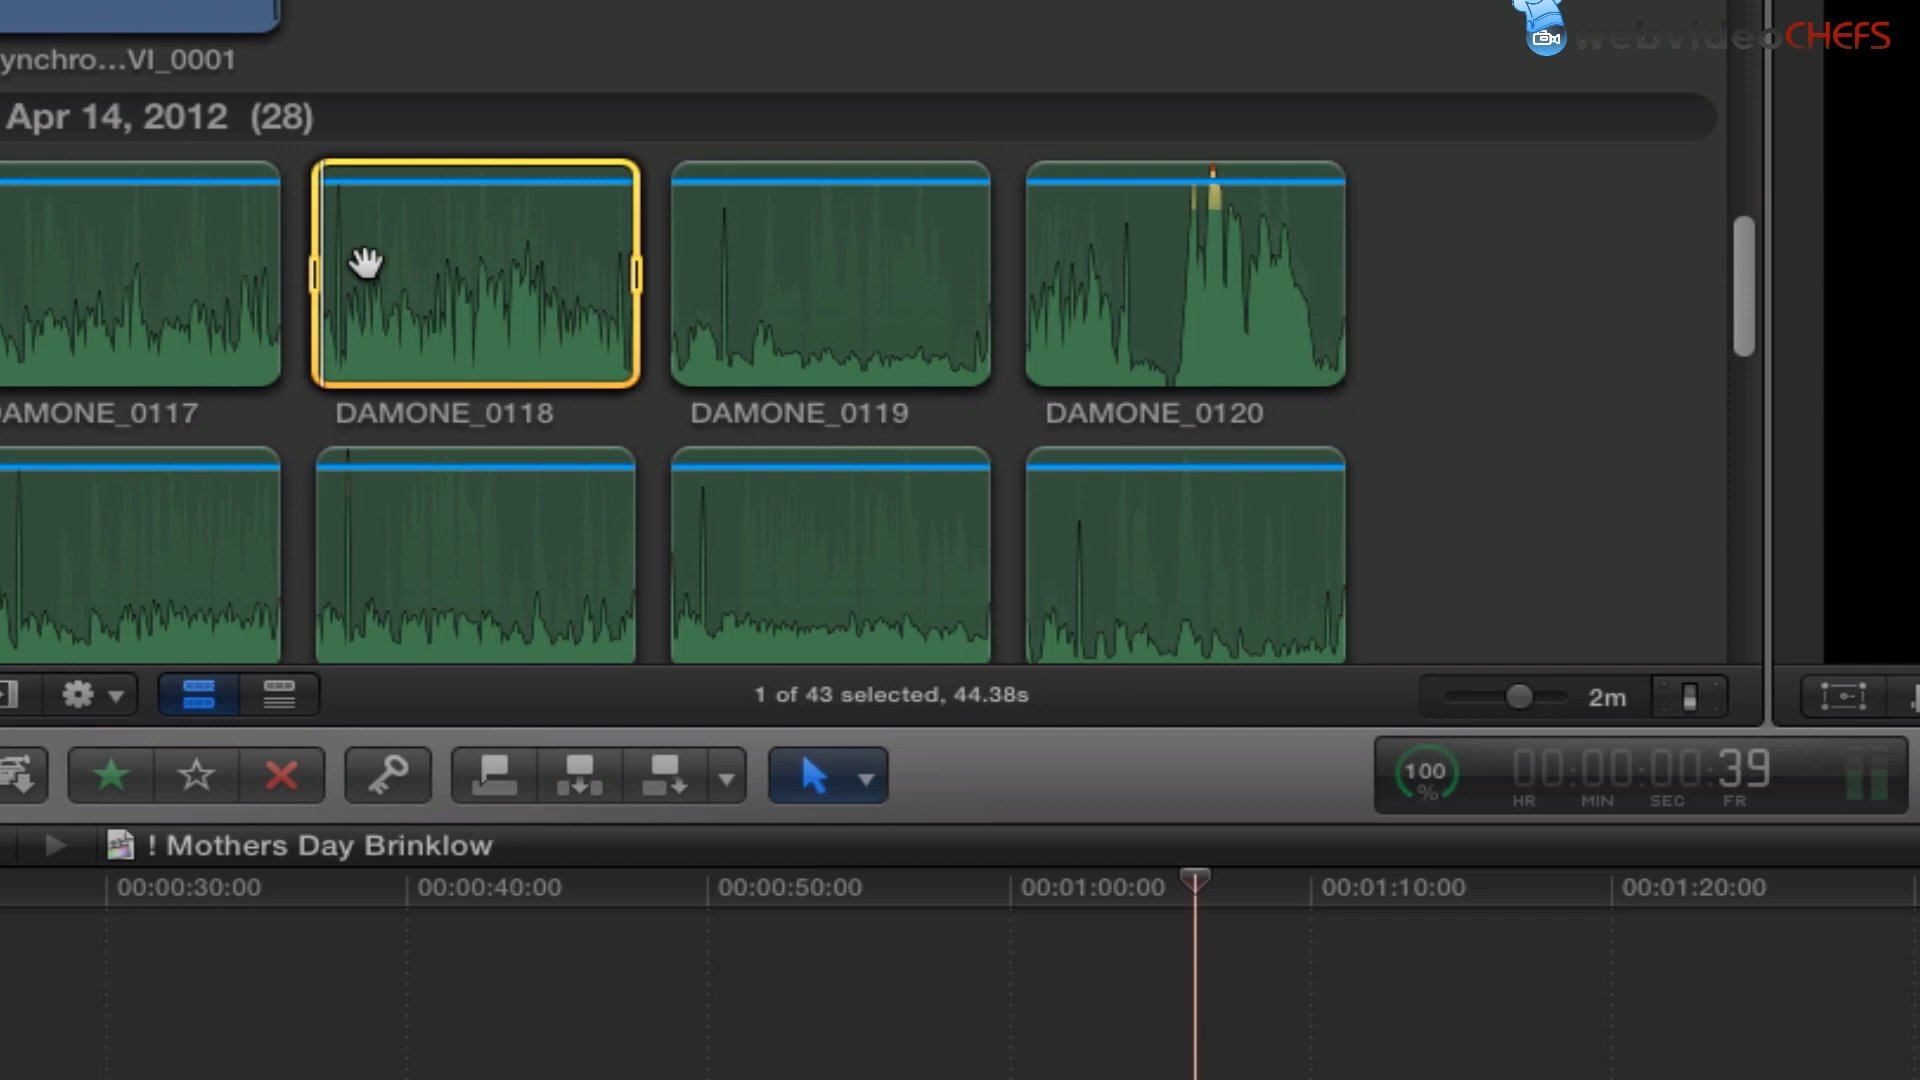 webvideoCHEFS
ynchro...VI_0001
Apr 14, 2012 (28)
AMONE_0117
DAMONE_0118
DAMONE_0119
DAMONE_0120
1 of 43 selected, 44.38s
2m
100
%
00:00:00:39
HR MIN SEC FR
! Mothers Day Brinklow
00:00:30:00
00:00:40:00
00:00:50:00
00:01:00:00
00:01:10:00
00:01:20:00